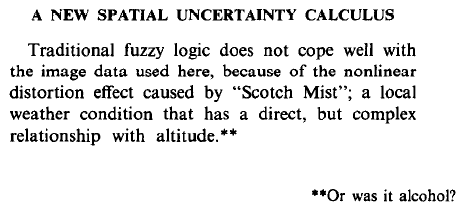 A NEW SPATIAL UNCERTAINTY CALCULUS
Traditional fuzzy logic does not cope well with
the image data used here, because of the nonlinear
distortion effect caused by “Scotch Mist”; a local
weather condition that has a direct, but complex
relationship with altitude.**
**Or was it alcohol?